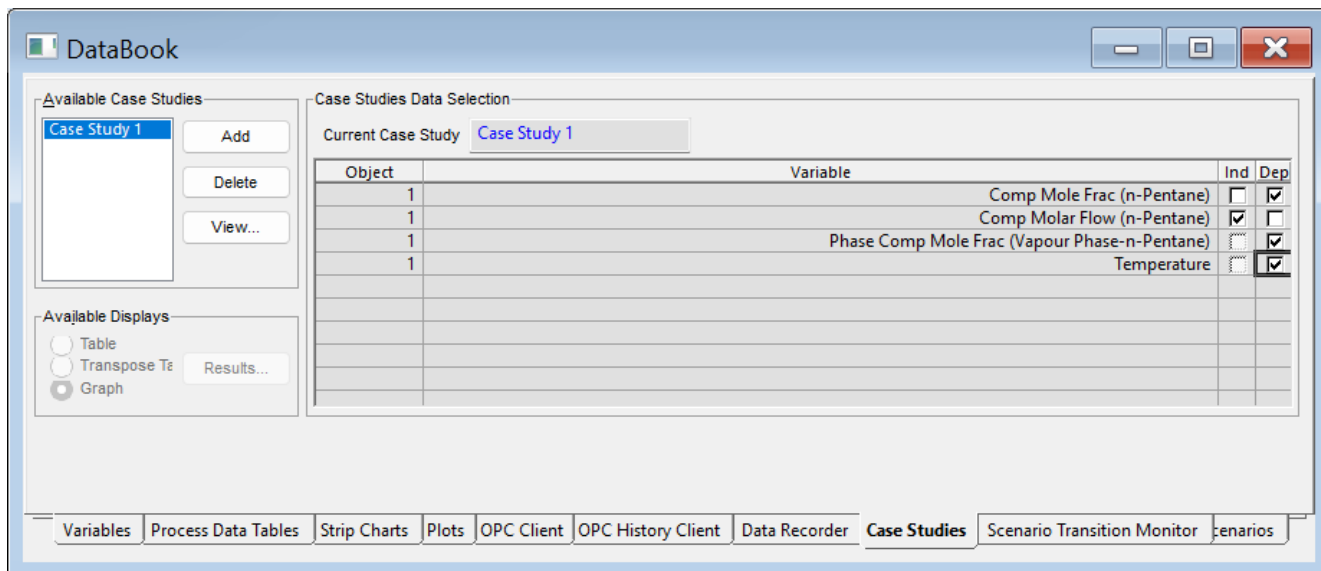 DataBook
Available Case Studies
Case Study 1
Add
Delete
View...
Available Displays
Table
Transpose Ta
Graph
Results...
Case Studies Data Selection
Current Case Study Case Study 1
Object Variable Ind Dep
1 Comp Mole Frac (n-Pentane)
1 Comp Molar Flow (n-Pentane)
1 Phase Comp Mole Frac (Vapour Phase-n-Pentane)
1 Temperature
Variables Process Data Tables Strip Charts Plots OPC Client OPC History Client Data Recorder Case Studies Scenario Transition Monitor cenarios